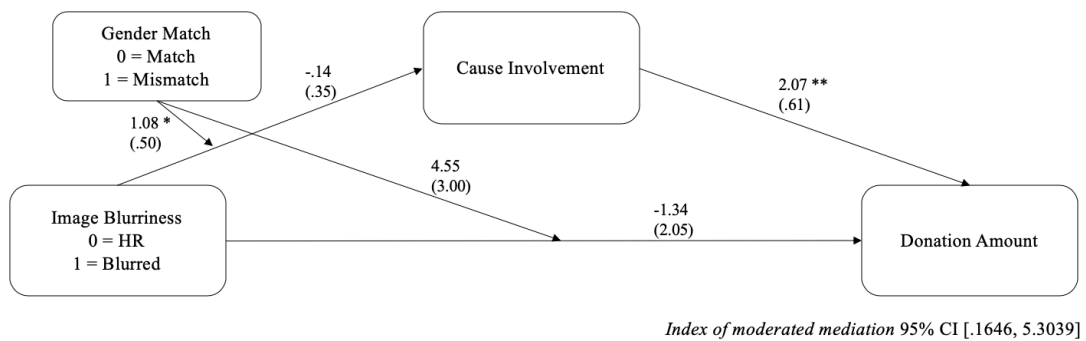 Gender Match
0 = Match
1 = Mismatch
-.14
(.35)
Cause Involvement
2.07 **
(.61)
1.08 *
(.50)
4.55
(3.00)
Image Blurriness
0 = HR
1 = Blurred
-1.34
(2.05)
Donation Amount
Index of moderated mediation 95% CI [.1646, 5.3039]